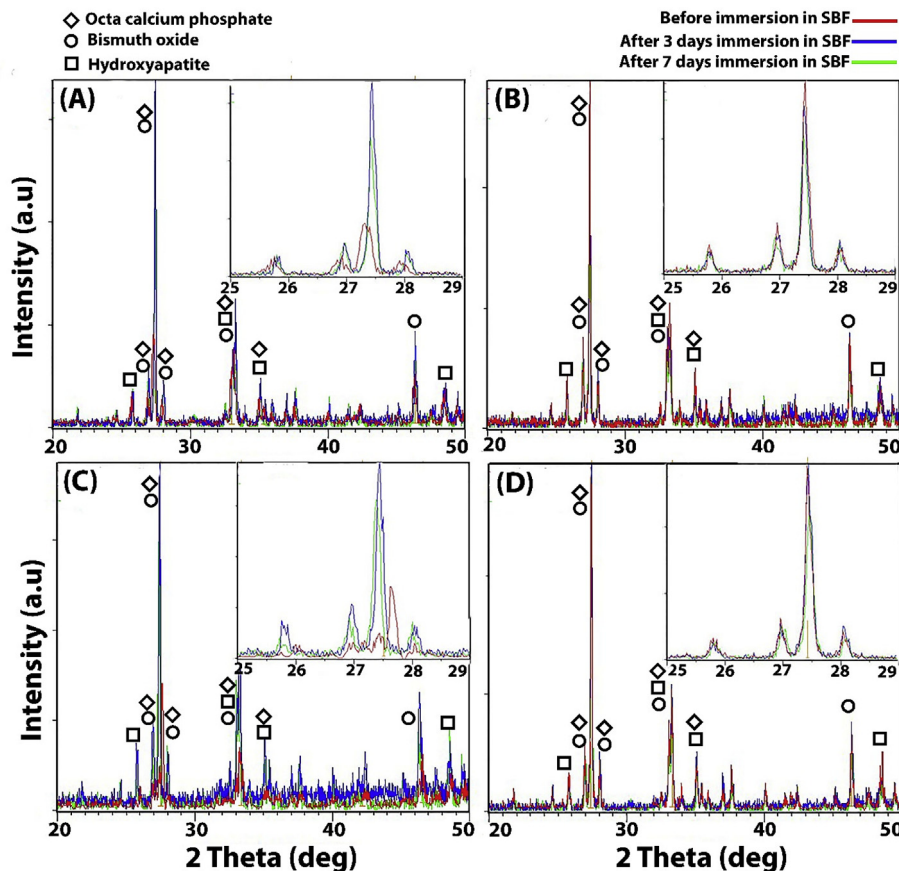 Octa calcium phosphate
Bismuth oxide
Hydroxyapatite
Before immersion in SBF
After 3 days immersion in SBF
After 7 days immersion in SBF
(A)
25 26 27 28 29
20 30 40 50
Intensity (a.u)
(B)
25 26 27 28 29
20 30 40 50
(C)
25 26 27 28 29
20 30 40 50
Intensity (a.u)
2 Theta (deg)
(D)
25 26 27 28 29
20 30 40 50
2 Theta (deg)